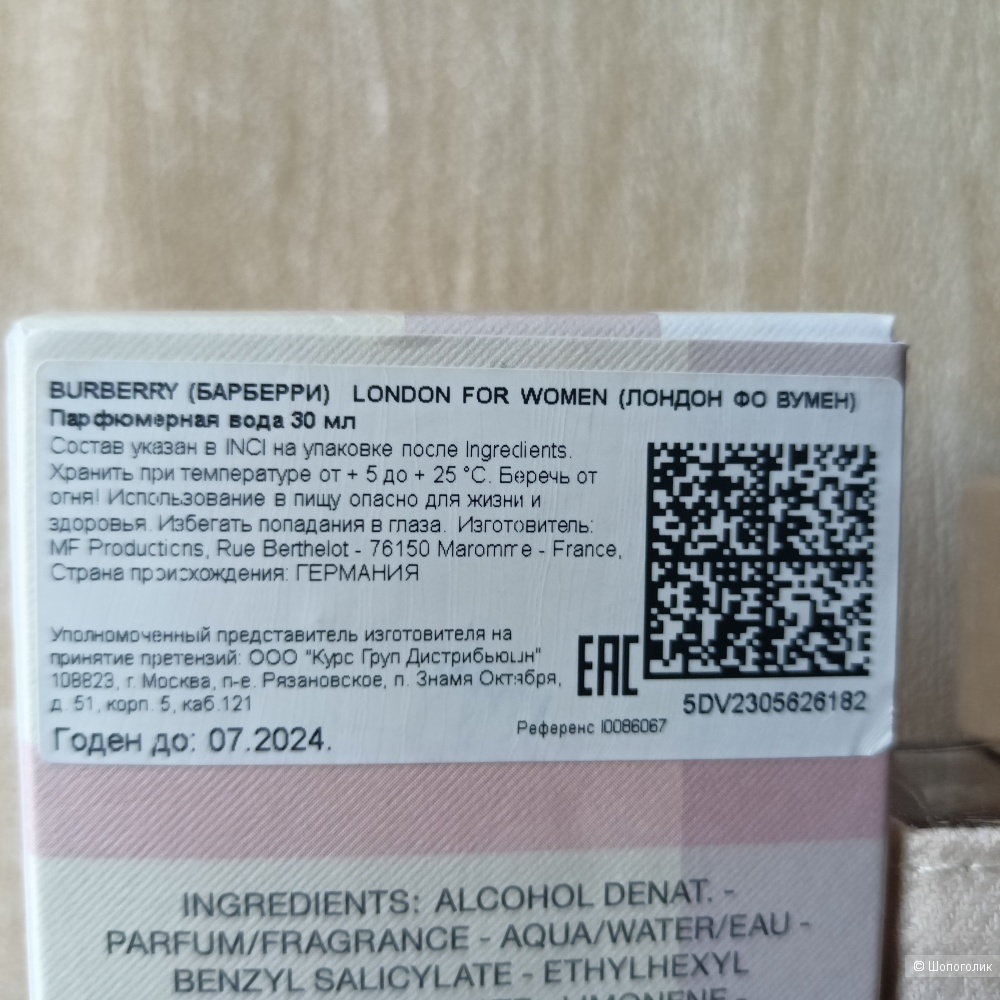 BURBERRY (БАРБЕРРИ) LONDON FOR WOMEN (ЛОНДОН ФО ВУМЕН)
Парфюмерная вода 30 мл
Состав указан в INCI на упаковке после Ingredients.
Хранить при температуре от + 5 до + 25 °С. Беречь от
огня! Использование в пищу опасно для жизни и
здоровья. Избегать попадания в глаза. Изготовитель:
MF Productions, Rue Berthelot - 76150 Maromme - France,
Страна происхождения: ГЕРМАНИЯ
Уполномоченный представитель изготовителя на
принятие претензий: ООО "Курс Груп Дистрибьюшн"
108823, г. Москва, п-е. Рязановское, п. Знамя Октября,
д. 51, корп. 5, каб.121
EAC
5DV2305626182
Референс I0086067
Годен до: 07.2024.
INGREDIENTS: ALCOHOL DENAT. -
PARFUM/FRAGRANCE - AQUA/WATER/EAU -
BENZYL SALICYLATE - ETHYLHEXYL
LIMONENE -
© Шопоголик